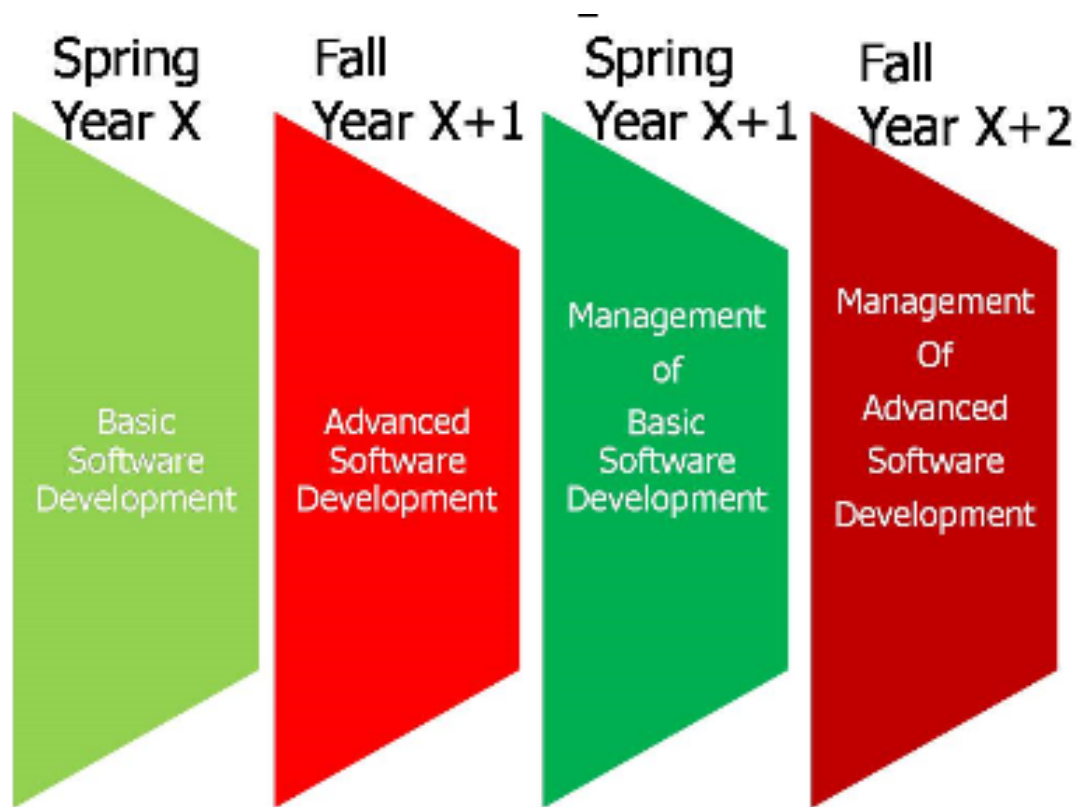 Spring
Year X
Fall
Year X+1
Spring
Year X+1
Fall
Year X+2
Basic
Software
Development
Advanced
Software
Development
Management
of
Basic
Software
Development
Management
Of
Advanced
Software
Development